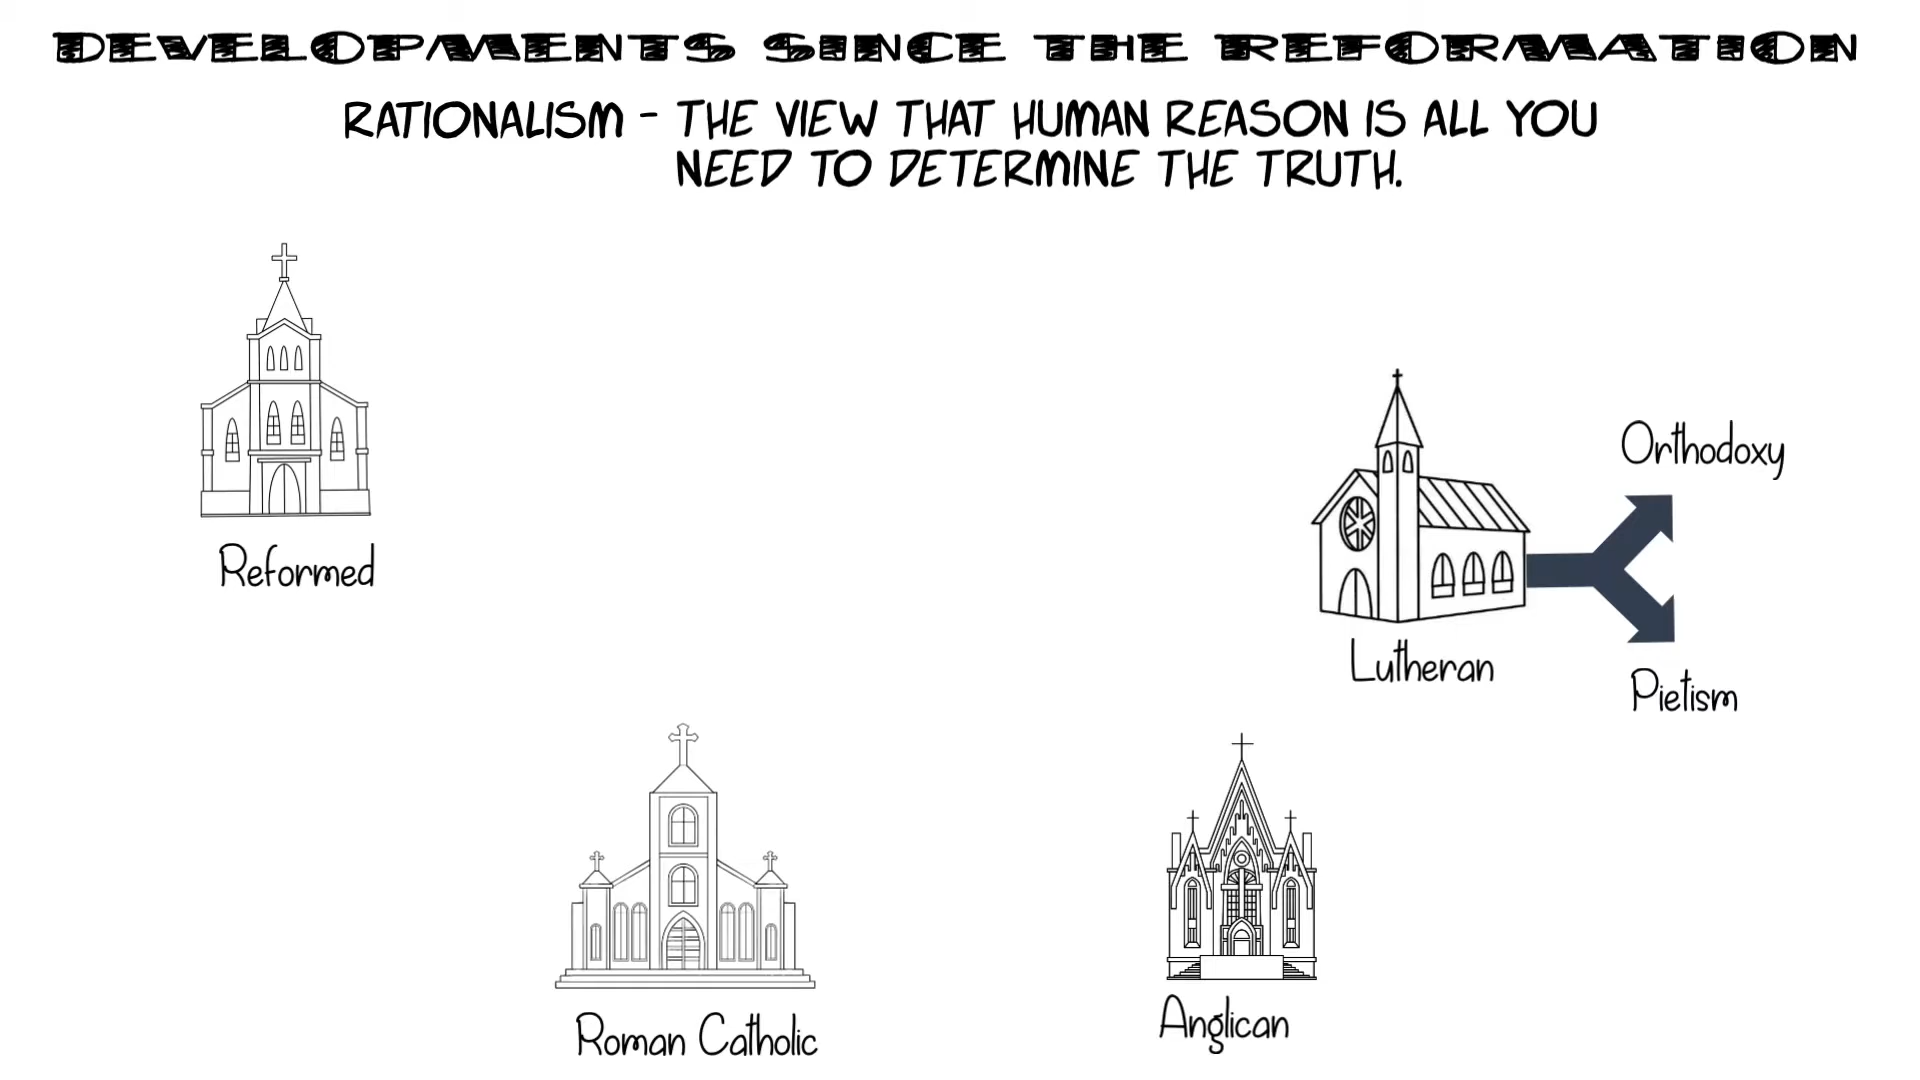 DEVELOPMENTS SINCE THE REFORMATION
RATIONALISM - THE VIEW THAT HUMAN REASON IS ALL YOU
NEED TO DETERMINE THE TRUTH.
Orthodoxy
Reformed
Lutheran
Pietism
Roman Catholic
Anglican